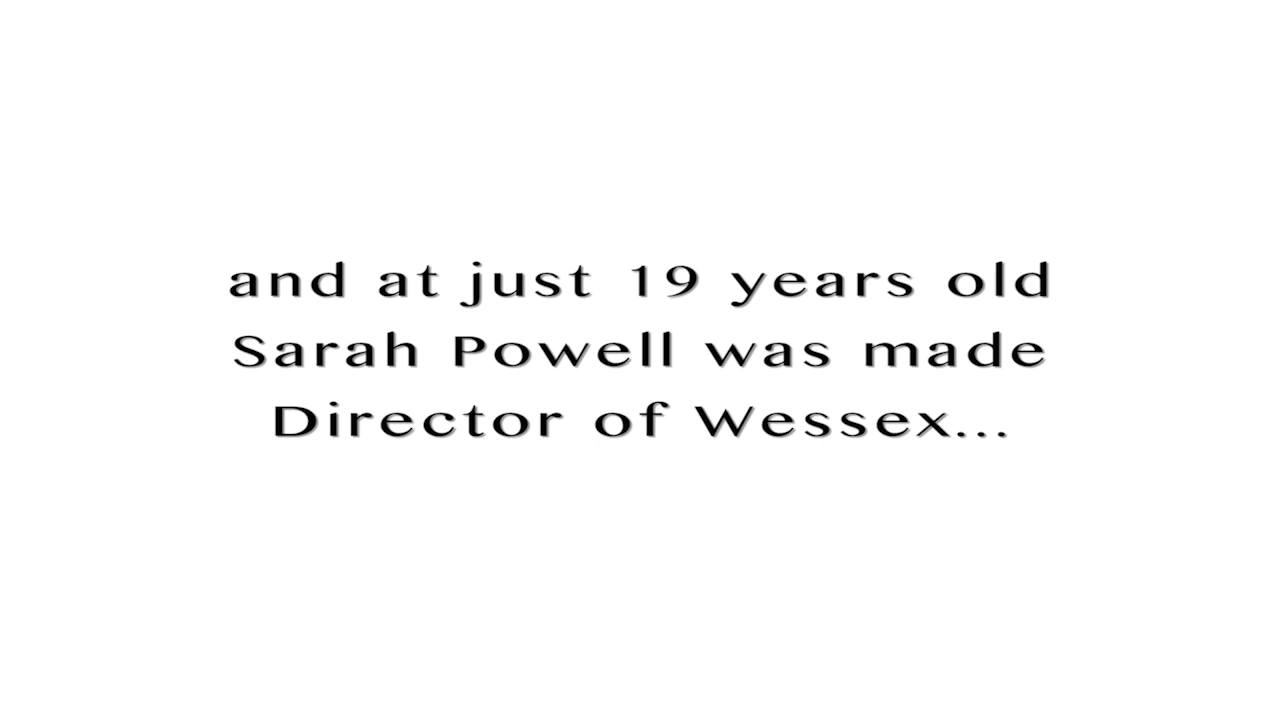 and at just 19 years old
Sarah Powell was made
Director of Wessex...